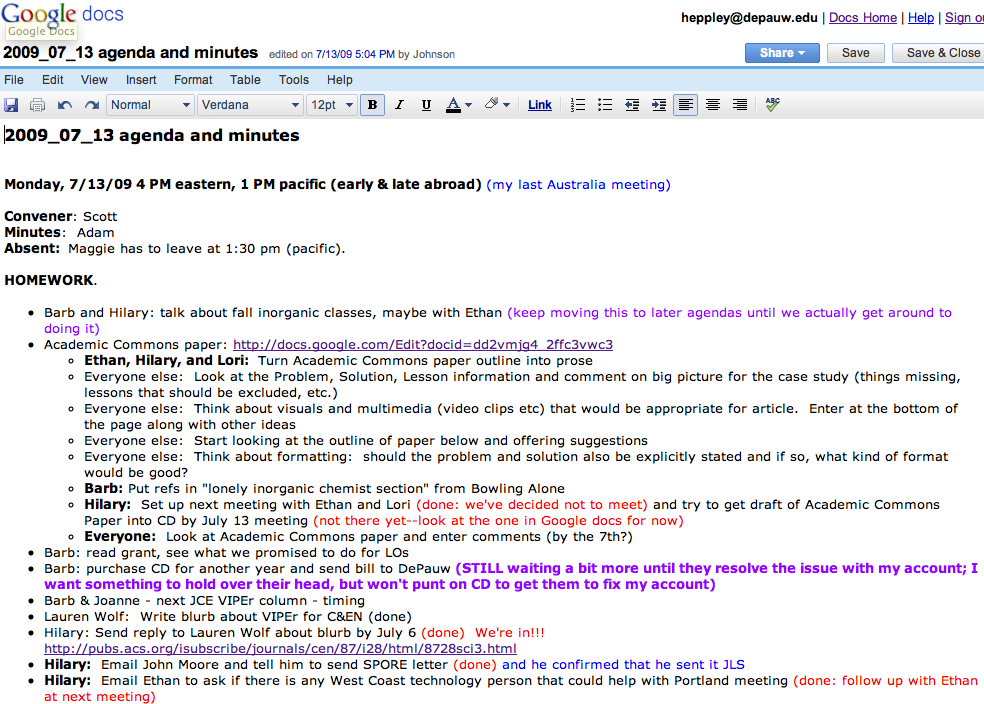 Google docs
Google Docs
heppley@depauw.edu | Docs Home | Help | Sign ou
2009_07_13 agenda and minutes edited on 7/13/09 5:04 PM by Johnson
Share Save Save & Close
File Edit View Insert Format Table Tools Help
Normal Verdana 12pt B I U A Link ABC
2009_07_13 agenda and minutes
Monday, 7/13/09 4 PM eastern, 1 PM pacific (early & late abroad) (my last Australia meeting)
Convener: Scott
Minutes: Adam
Absent: Maggie has to leave at 1:30 pm (pacific).
HOMEWORK.
Barb and Hilary: talk about fall inorganic classes, maybe with Ethan (keep moving this to later agendas until we actually get around to
doing it)
Academic Commons paper: http://docs.google.com/Edit?docid=dd2vmjg4_2ffc3vwc3
Ethan, Hilary, and Lori: Turn Academic Commons paper outline into prose
Everyone else: Look at the Problem, Solution, Lesson information and comment on big picture for the case study (things missing,
lessons that should be excluded, etc.)
Everyone else: Think about visuals and multimedia (video clips etc) that would be appropriate for article. Enter at the bottom of
the page along with other ideas
Everyone else: Start looking at the outline of paper below and offering suggestions
Everyone else: Think about formatting: should the problem and solution also be explicitly stated and if so, what kind of format
would be good?
Barb: Put refs in "lonely inorganic chemist section" from Bowling Alone
Hilary: Set up next meeting with Ethan and Lori (done: we've decided not to meet) and try to get draft of Academic Commons
Paper into CD by July 13 meeting (not there yet--look at the one in Google docs for now)
Everyone: Look at Academic Commons paper and enter comments (by the 7th?)
Barb: read grant, see what we promised to do for LOs
Barb: purchase CD for another year and send bill to DePauw (STILL waiting a bit more until they resolve the issue with my account; I
want something to hold over their head, but won't punt on CD to get them to fix my account)
Barb & Joanne - next JCE VIPEr column - timing
Lauren Wolf: Write blurb about VIPEr for C&EN (done)
Hilary: Send reply to Lauren Wolf about blurb by July 6 (done) We're in!!!
http://pubs.acs.org/isubscribe/journals/cen/87/i28/html/8728sci3.html
Hilary: Email John Moore and tell him to send SPORE letter (done) and he confirmed that he sent it JLS
Hilary: Email Ethan to ask if there is any West Coast technology person that could help with Portland meeting (done: follow up with Ethan
at next meeting)